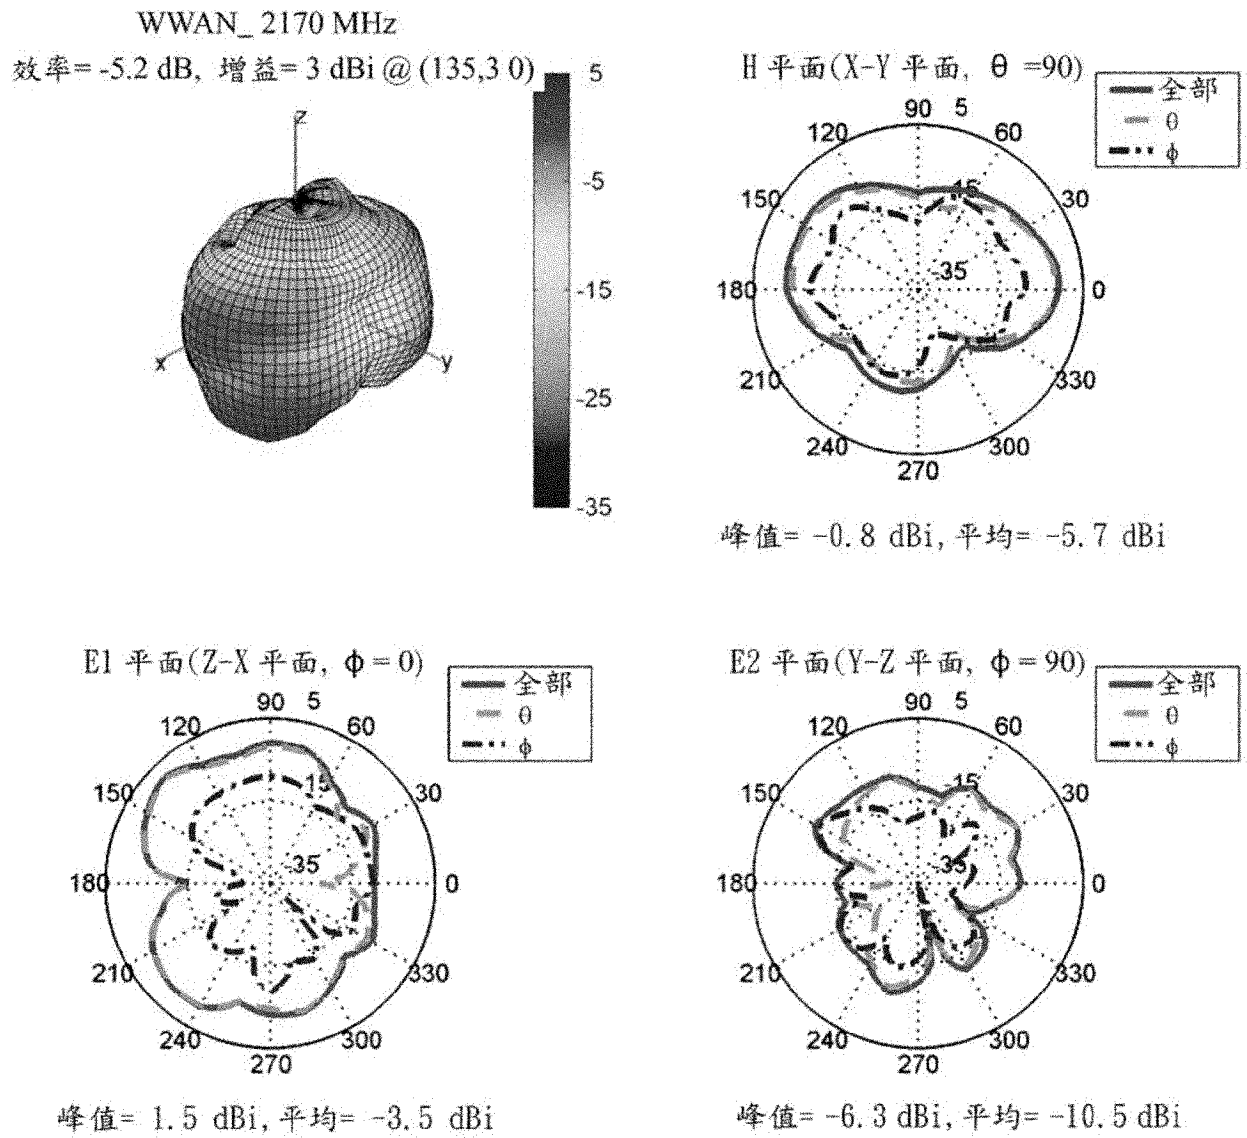 WWAN_ 2170 MHz
效率= -5.2 dB, 增益= 3 dBi @ (135,3 0)
z
x
y
5
-5
-15
-25
-35
H 平面(X-Y 平面, θ =90)
全部
θ
ϕ
90 5
120 60
150 -15 30
-35
180 0
210 330
240 300
270
峰值= -0.8 dBi, 平均= -5.7 dBi
E1 平面(Z-X 平面, ϕ = 0)
全部
θ
ϕ
90 5
120 60
150 -15 30
-35
180 0
210 330
240 300
270
峰值= 1.5 dBi, 平均= -3.5 dBi
E2 平面(Y-Z 平面, ϕ = 90)
全部
θ
ϕ
90 5
120 60
150 -15 30
-35
180 0
210 330
240 300
270
峰值= -6.3 dBi, 平均= -10.5 dBi